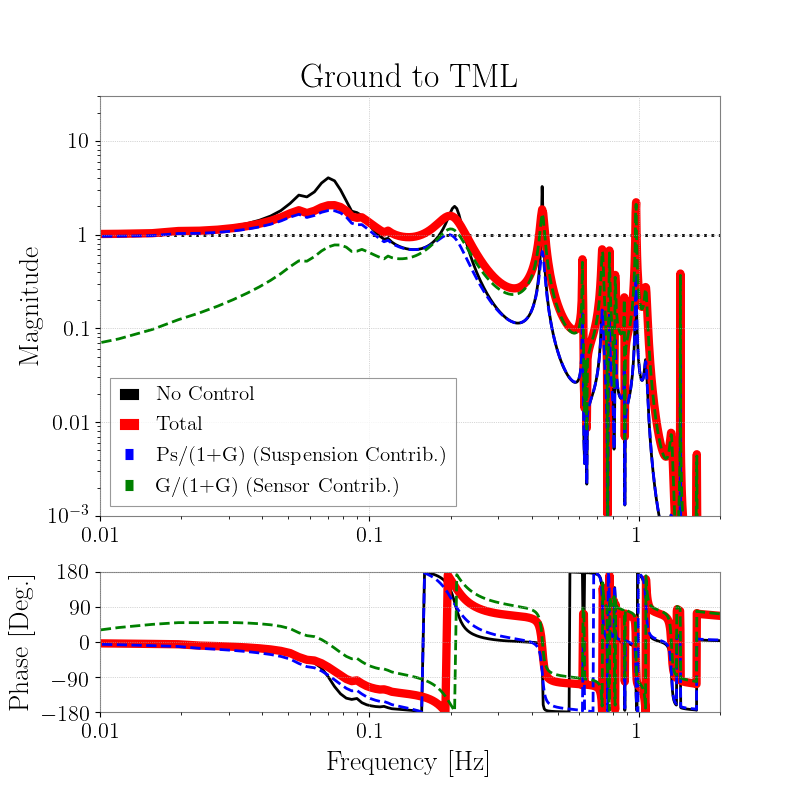 Ground to TML
10
1
0.1
0.01
10⁻³
Magnitude
No Control
Total
Ps/(1+G) (Suspension Contrib.)
G/(1+G) (Sensor Contrib.)
0.01 0.1 1
180
90
0
−90
−180
Phase [Deg.]
0.01 0.1 1
Frequency [Hz]